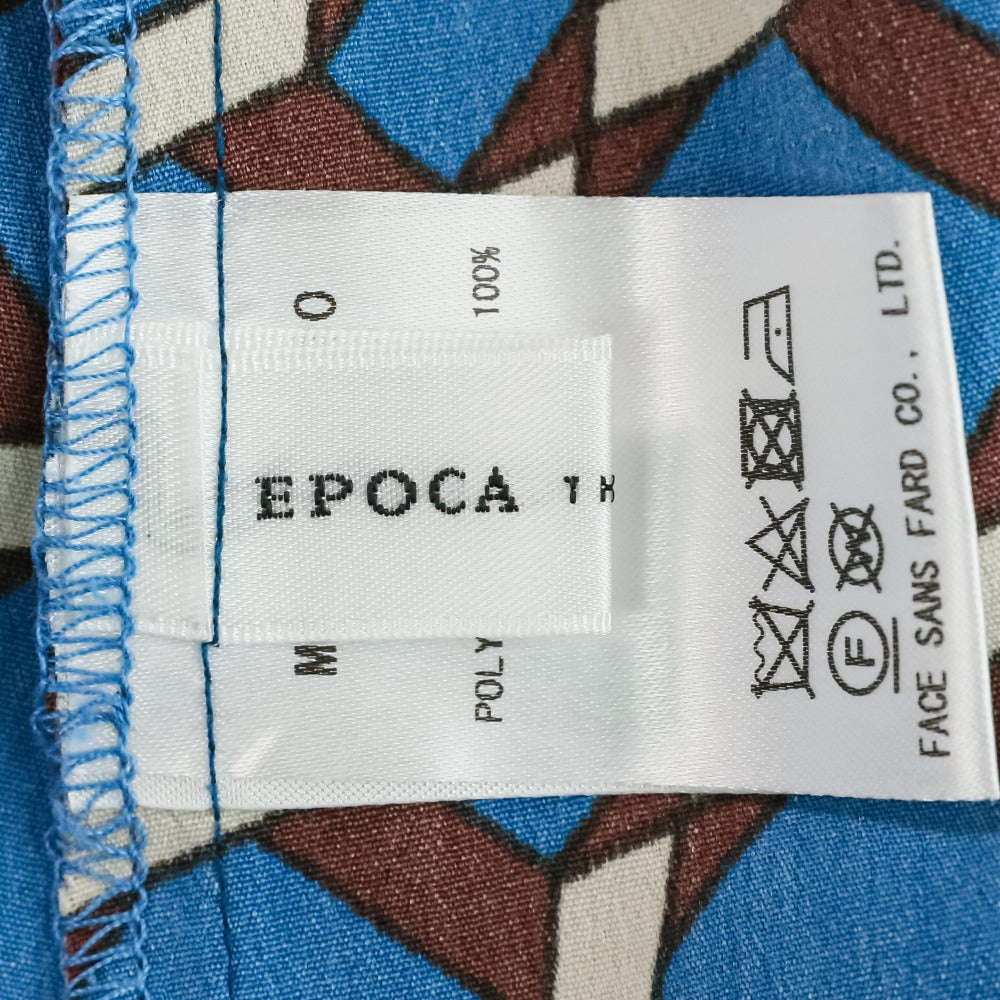 EPOCA
M O
POLY 100%
W
F
FACE SANS FARD CO., LTD.